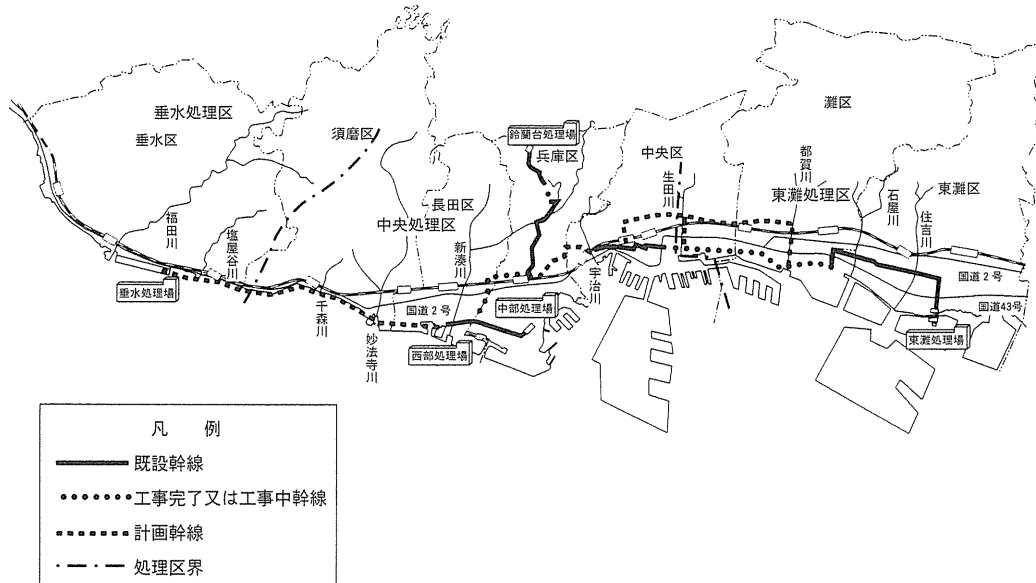 灘区
垂水処理区
垂水区
須磨区
鈴蘭台処理場
兵庫区
中央区
生田川
都賀川
東灘処理区
石屋川
東灘区
住吉川
長田区
中央処理区
福田川
塩屋谷川
新湊川
宇治川
国道2号
垂水処理場
千森川
国道2号
中部処理場
国道43号
妙法寺川
西部処理場
東灘処理場
凡 例
既設幹線
工事完了又は工事中幹線
計画幹線
処理区界